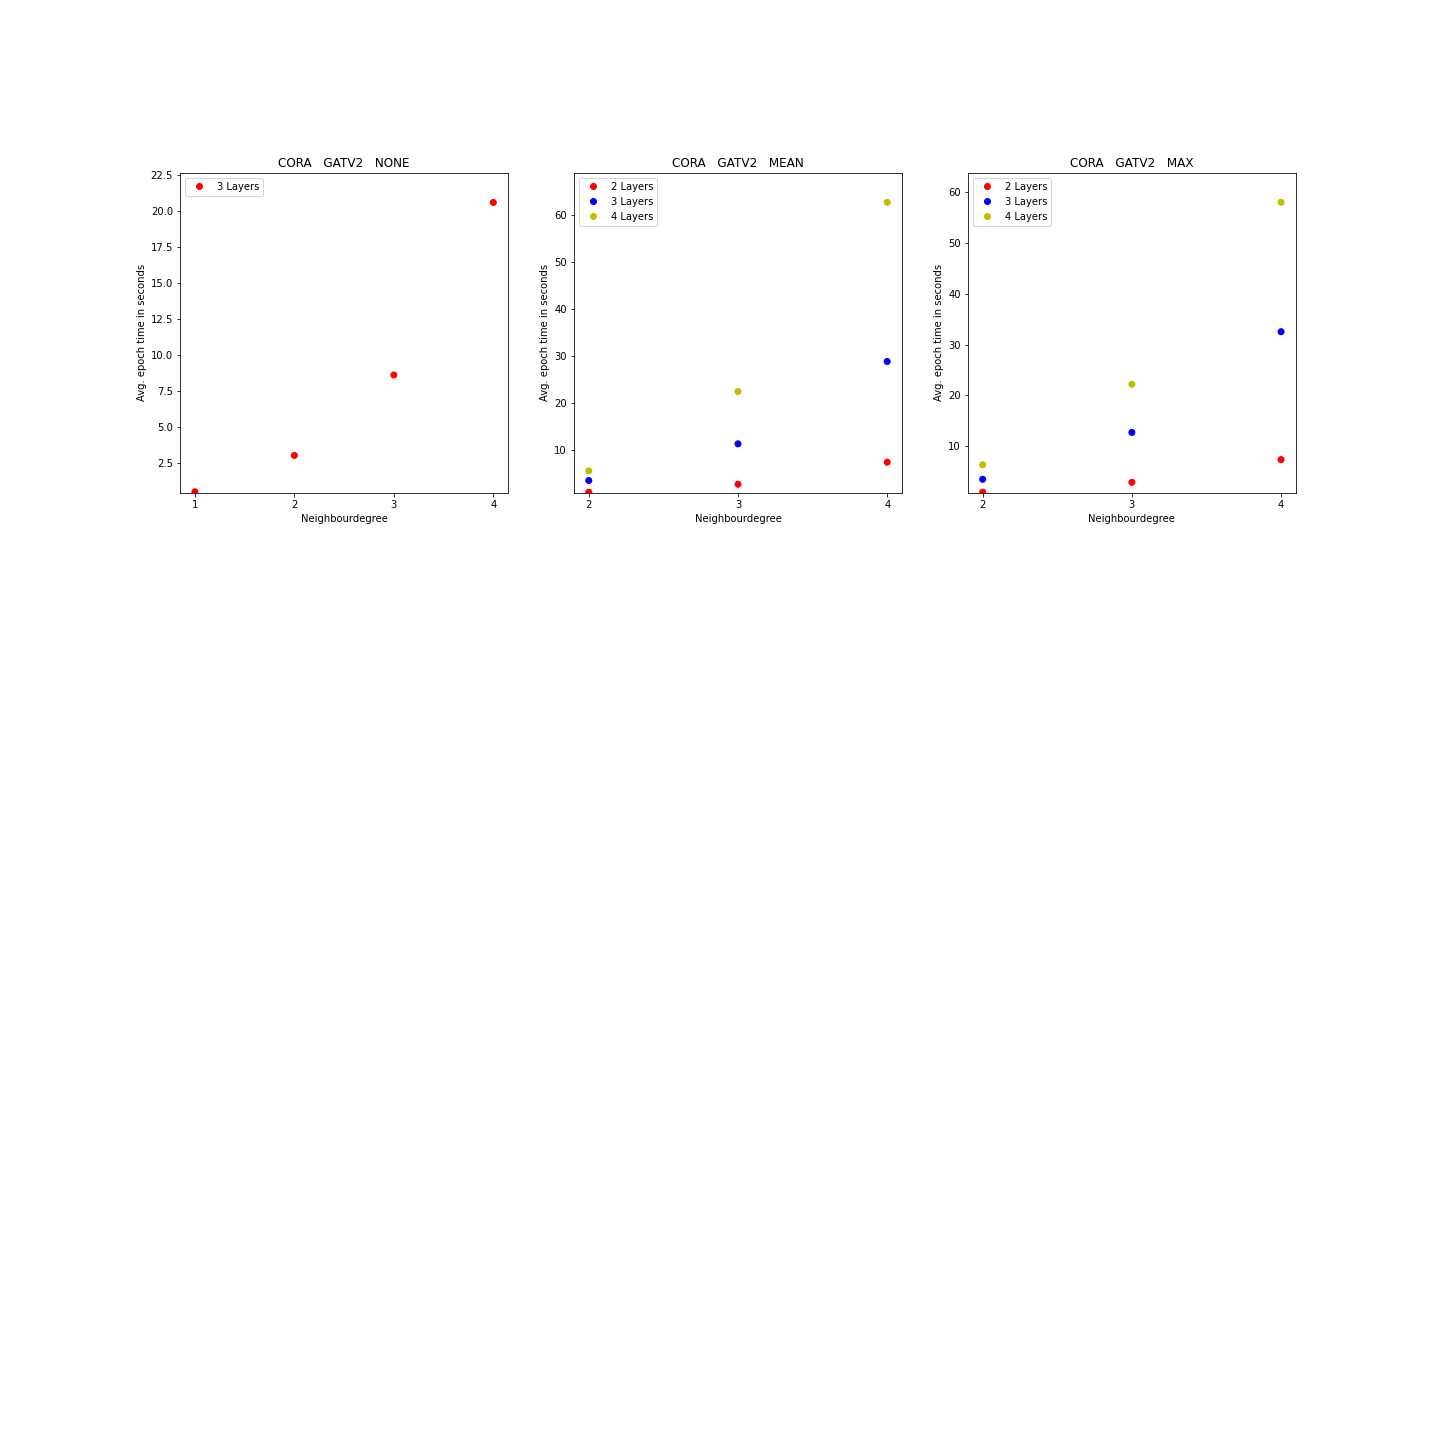 CORA GATV2 NONE
3 Layers
22.5
20.0
17.5
15.0
12.5
10.0
7.5
5.0
2.5
Avg. epoch time in seconds
1 2 3 4
Neighbourdegree
CORA GATV2 MEAN
2 Layers
3 Layers
4 Layers
60
50
40
30
20
10
Avg. epoch time in seconds
2 3 4
Neighbourdegree
CORA GATV2 MAX
2 Layers
3 Layers
4 Layers
60
50
40
30
20
10
Avg. epoch time in seconds
2 3 4
Neighbourdegree